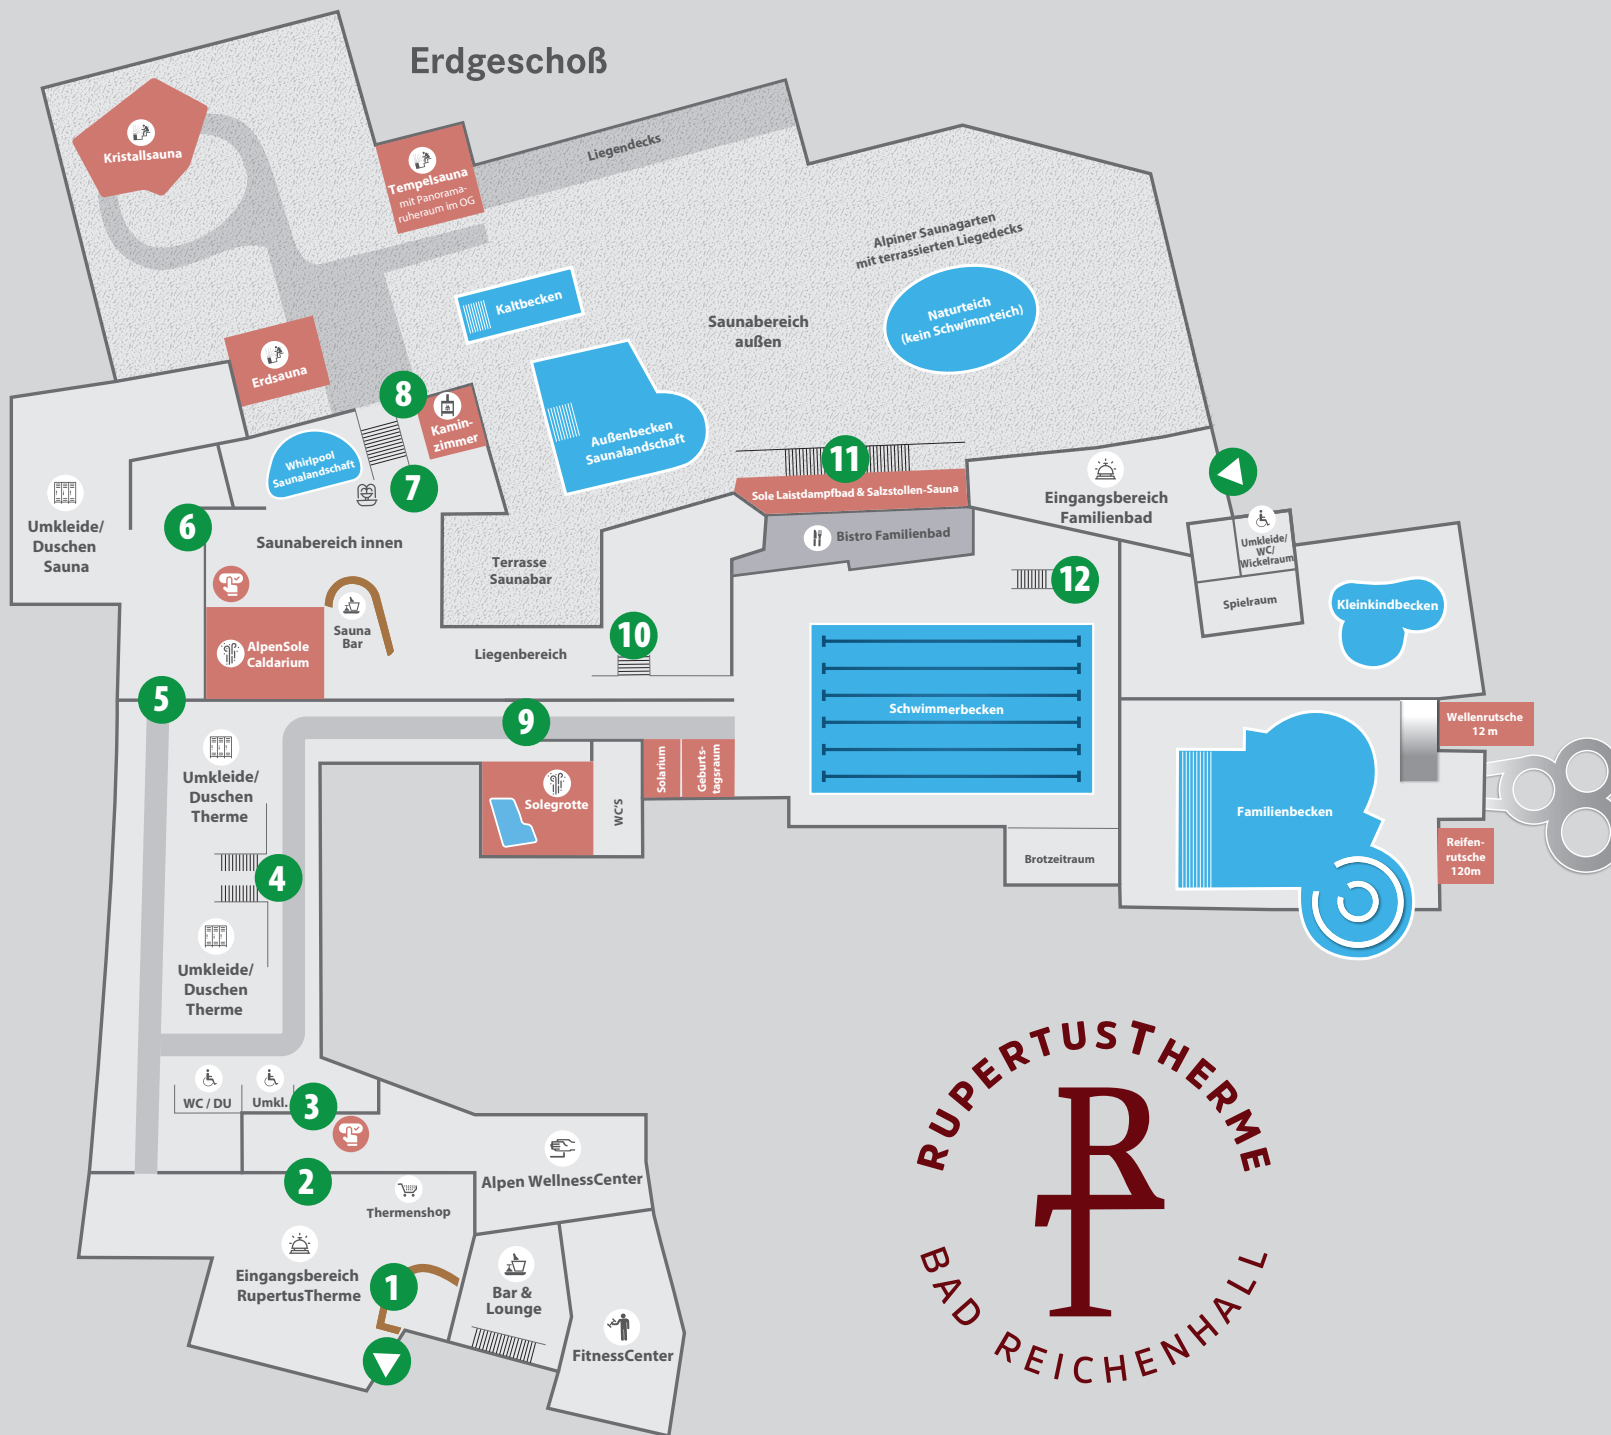 Erdgeschoß
Kristallsauna
Tempelsauna
mit Panorama-
ruheraum im OG
Liegendecks
Alpiner Saunagarten
mit terrassierten Liegedecks
Kaltbecken
Naturteich
(kein Schwimmteich)
Saunabereich
außen
Erdsauna
8
Kamin-
zimmer
Außenbecken
Saunalandschaft
Whirlpool
Saunalandschaft
7
11
Sole Laistdampfbad & Salzstollen-Sauna
Bistro Familienbad
Eingangsbereich
Familienbad
Umkleide/
Duschen
Sauna
6
Saunabereich innen
Terrasse
Saunabar
12
Umkleide/
WC/
Wickelraum
Spielraum
Kleinkindbecken
Sauna
Bar
AlpenSole
Caldarium
10
Liegenbereich
5
9
Schwimmerbecken
Wellenrutsche
12 m
Umkleide/
Duschen
Therme
Solegrotte
WC'S
Solarium
Geburts-
tagsraum
Familienbecken
Brotzeitraum
Reifen-
rutsche
120m
4
Umkleide/
Duschen
Therme
WC / DU
Umkl.
3
2
Alpen WellnessCenter
Thermenshop
Eingangsbereich
RupertusTherme
1
Bar &
Lounge
FitnessCenter
RUPERTUSTHERME
RT
BAD REICHENHALL